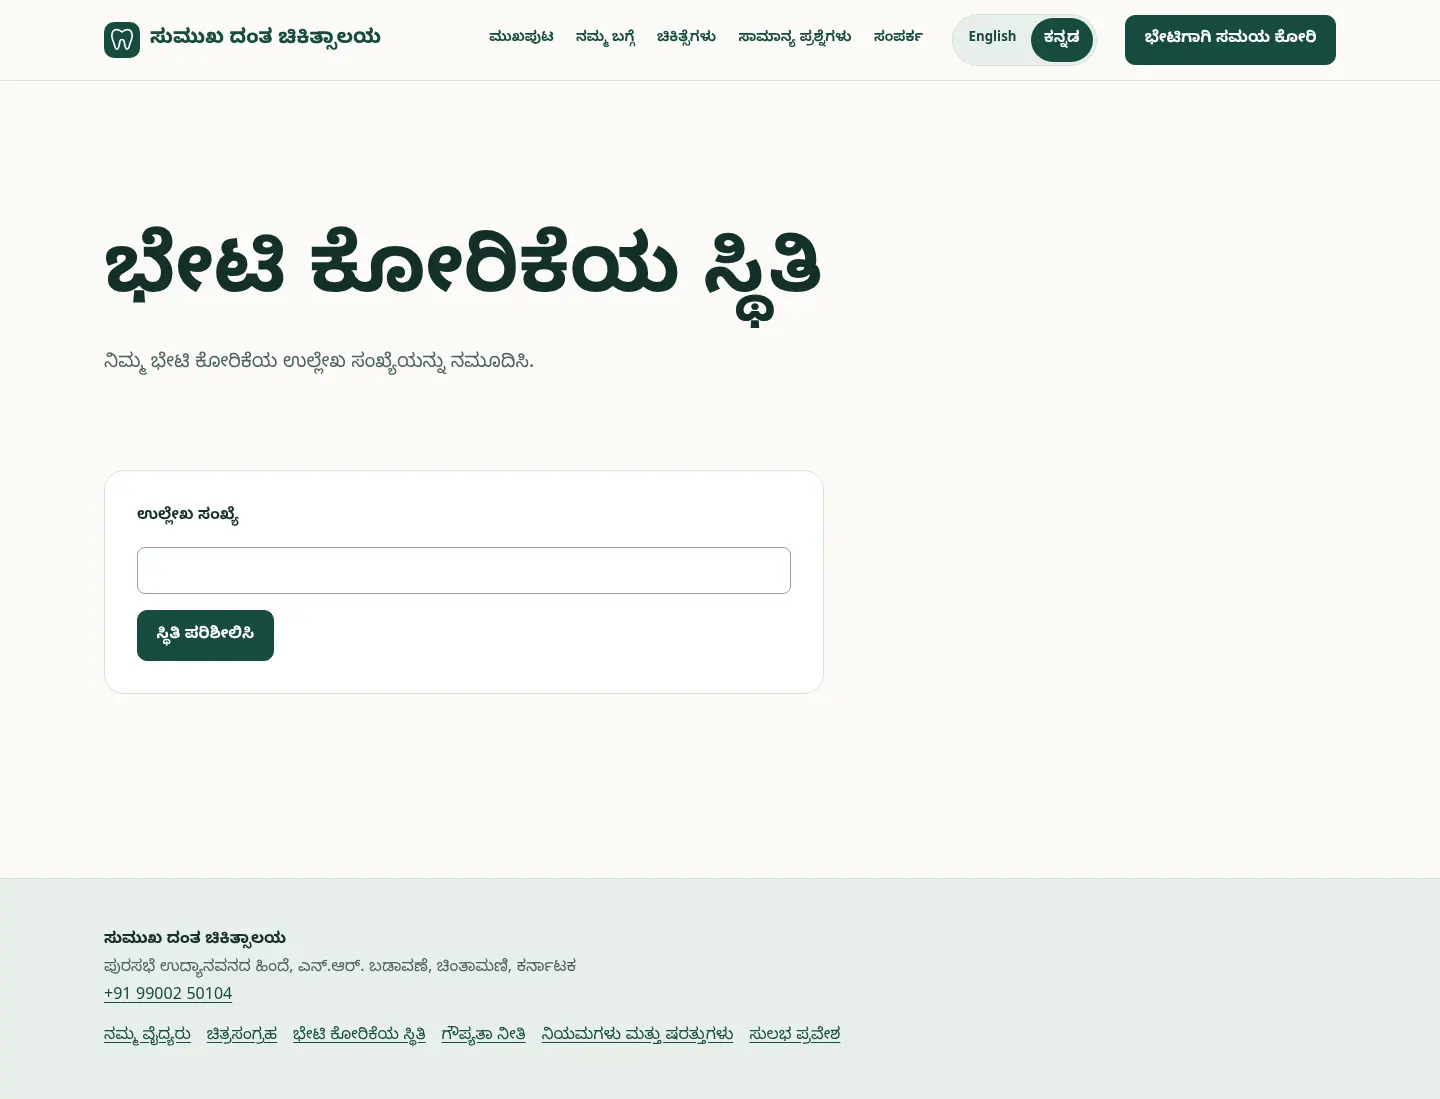 ಸುಮುಖ ದಂತ ಚಿಕಿತ್ಸಾಲಯ
ಮುಖಪುಟ ನಮ್ಮ ಬಗ್ಗೆ ಚಿಕಿತ್ಸೆಗಳು ಸಾಮಾನ್ಯ ಪ್ರಶ್ನೆಗಳು ಸಂಪರ್ಕ
English ಕನ್ನಡ
ಭೇಟಿಗಾಗಿ ಸಮಯ ಕೋರಿ
ಭೇಟಿ ಕೋರಿಕೆಯ ಸ್ಥಿತಿ
ನಿಮ್ಮ ಭೇಟಿ ಕೋರಿಕೆಯ ಉಲ್ಲೇಖ ಸಂಖ್ಯೆಯನ್ನು ನಮೂದಿಸಿ.
ಉಲ್ಲೇಖ ಸಂಖ್ಯೆ
ಸ್ಥಿತಿ ಪರಿಶೀಲಿಸಿ
ಸುಮುಖ ದಂತ ಚಿಕಿತ್ಸಾಲಯ
ಪುರಸಭೆ ಉದ್ಯಾನವನದ ಹಿಂದೆ, ಎನ್.ಆರ್. ಬಡಾವಣೆ, ಚಿಂತಾಮಣಿ, ಕರ್ನಾಟಕ
+91 99002 50104
ನಮ್ಮ ವೈದ್ಯರು ಚಿತ್ರಸಂಗ್ರಹ ಭೇಟಿ ಕೋರಿಕೆಯ ಸ್ಥಿತಿ ಗೌಪ್ಯತಾ ನೀತಿ ನಿಯಮಗಳು ಮತ್ತು ಷರತ್ತುಗಳು ಸುಲಭ ಪ್ರವೇಶ